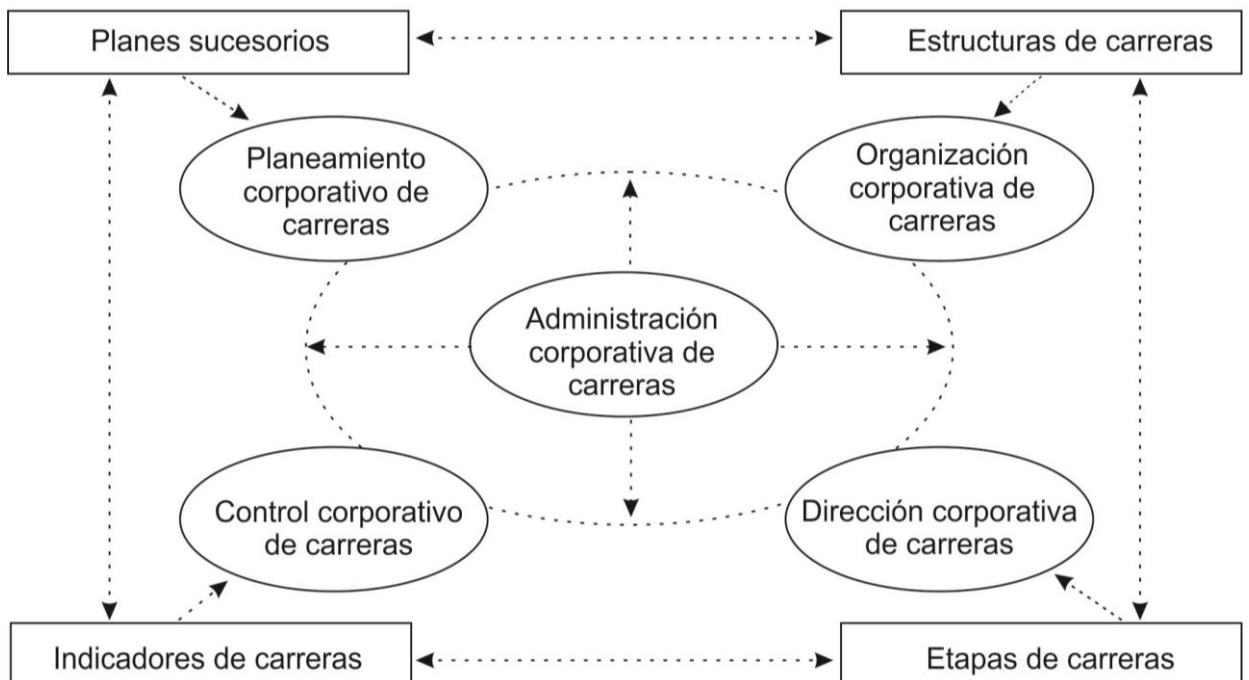 Planes sucesorios
Estructuras de carreras
Planeamiento
corporativo de
carreras
Organización
corporativa de
carreras
Administración
corporativa de
carreras
Control corporativo
de carreras
Dirección corporativa
de carreras
Indicadores de carreras
Etapas de carreras